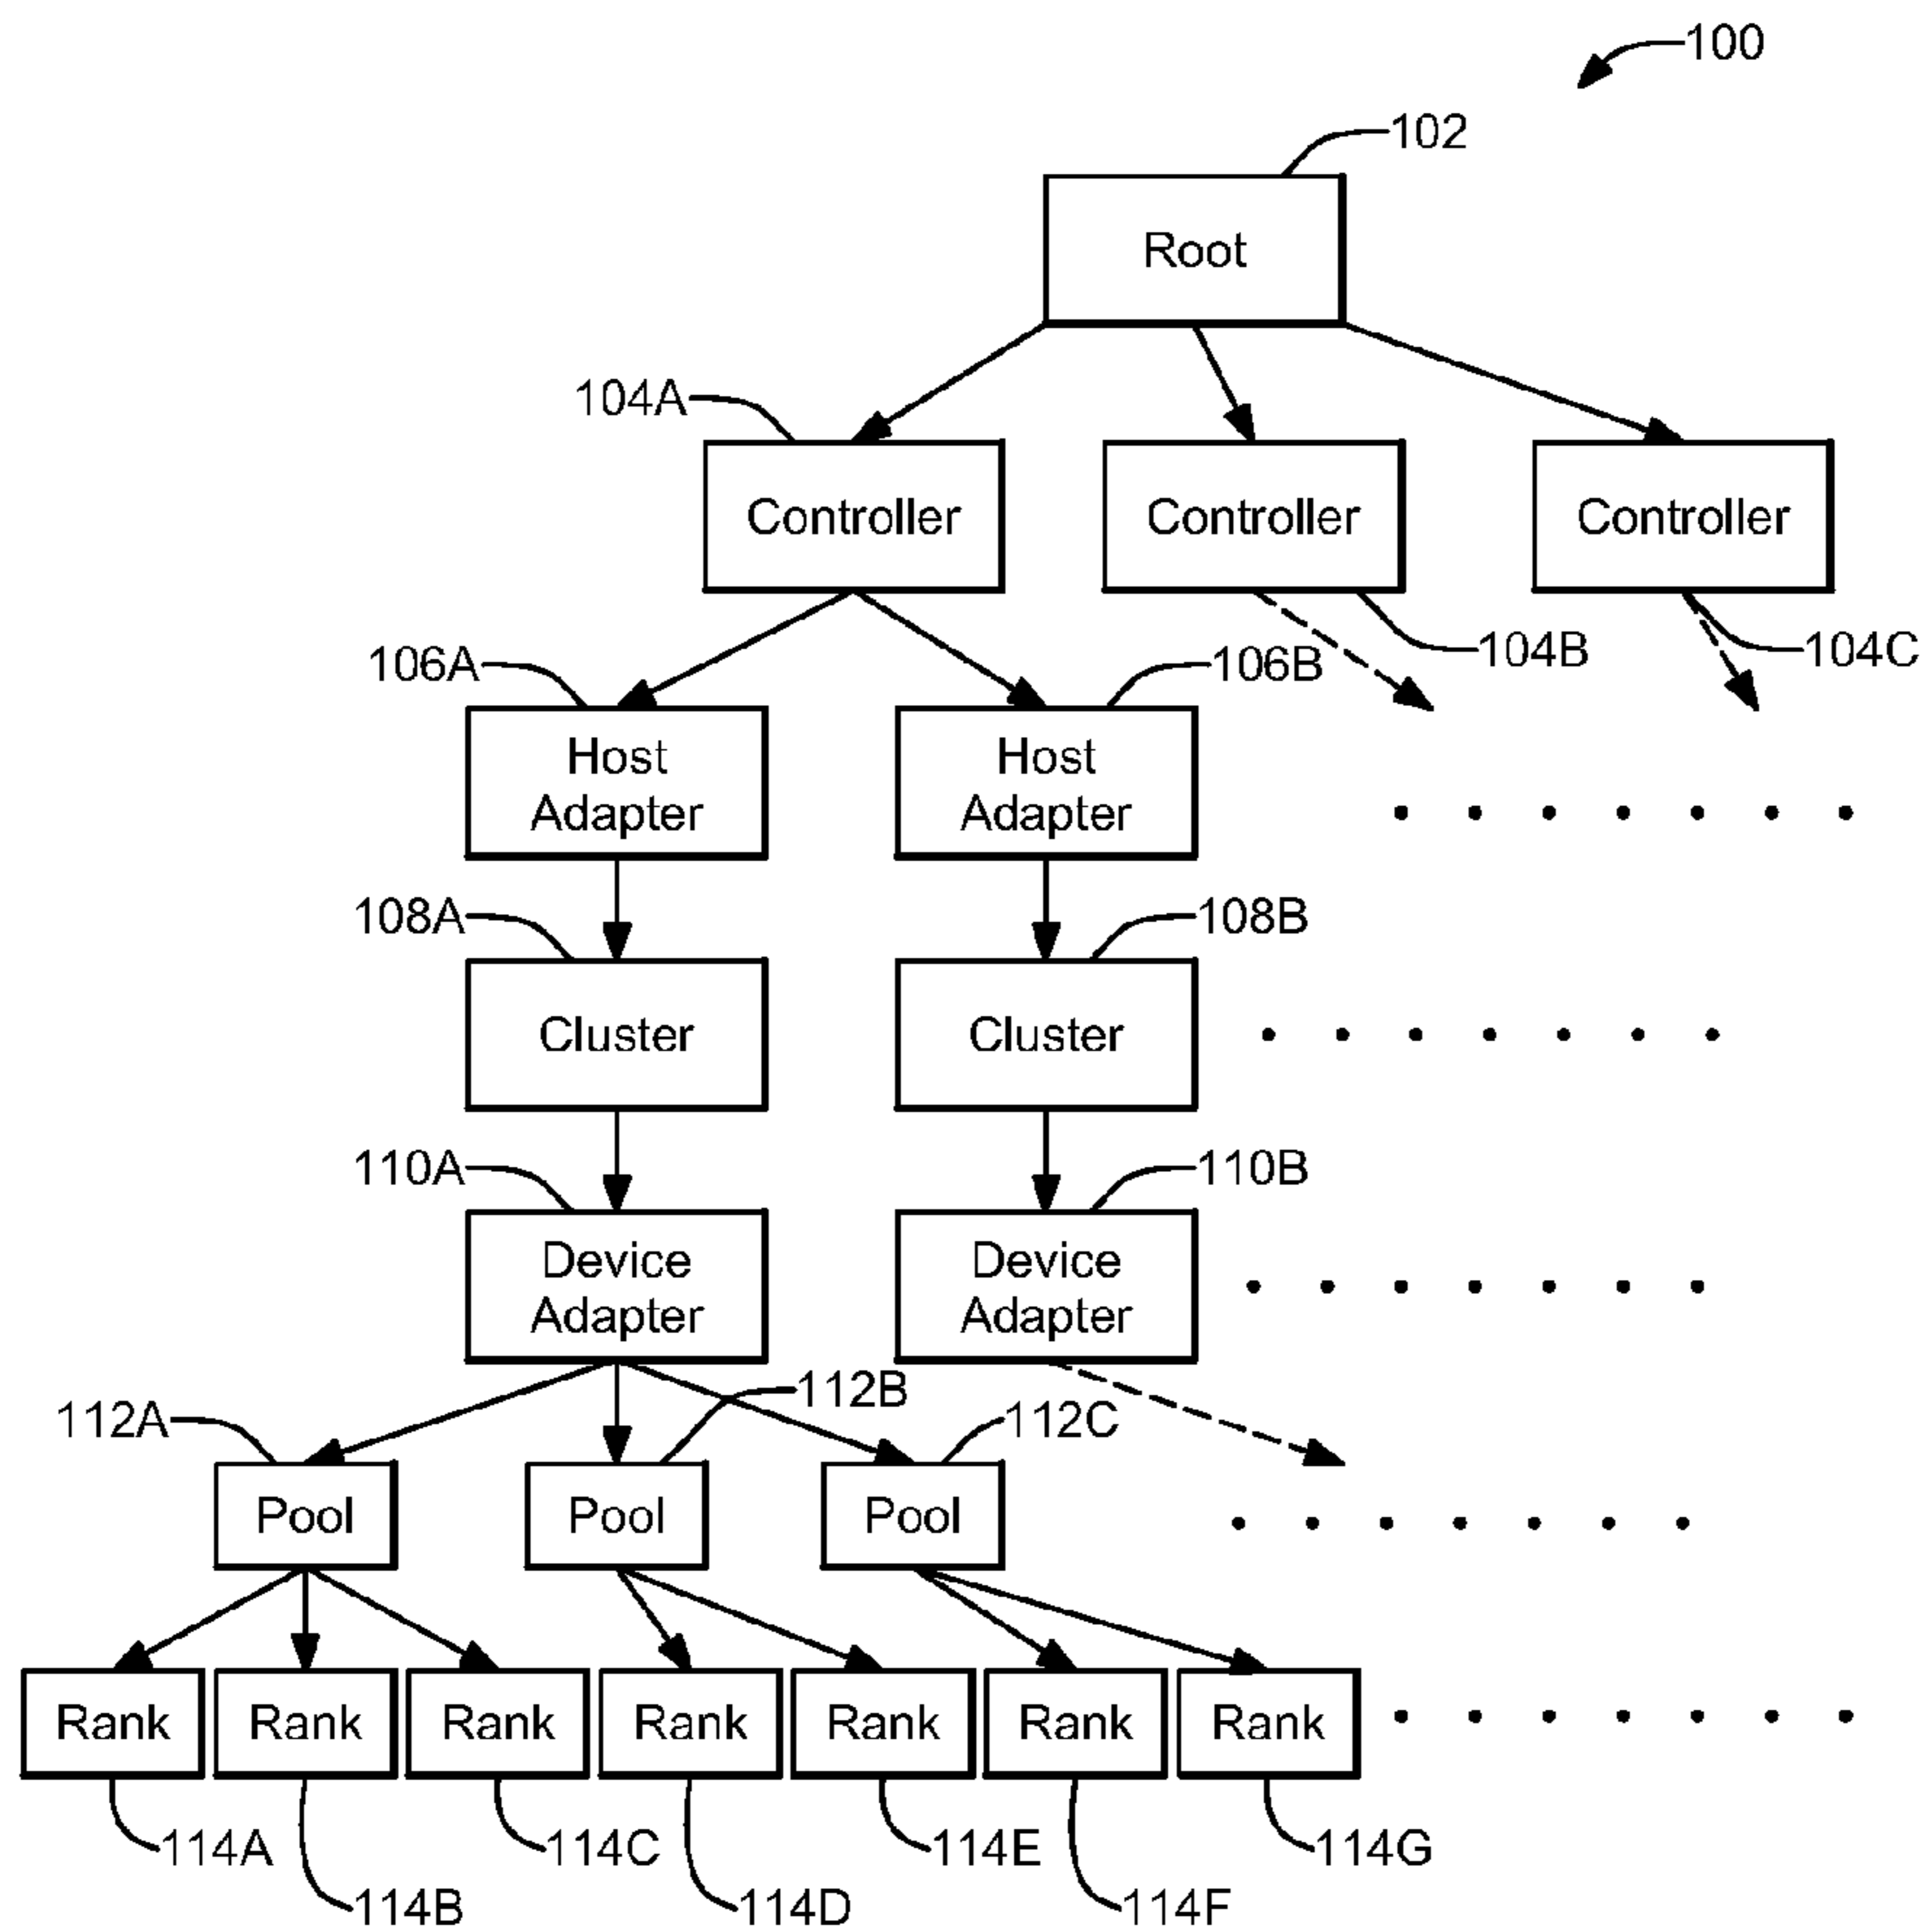 100
102
Root
104A
Controller
Controller
Controller
104B
104C
106A
106B
Host
Adapter
Host
Adapter
108A
108B
Cluster
Cluster
110A
110B
Device
Adapter
Device
Adapter
112A
112B
112C
Pool
Pool
Pool
Rank
Rank
Rank
Rank
Rank
Rank
Rank
114A
114C
114E
114G
114B
114D
114F